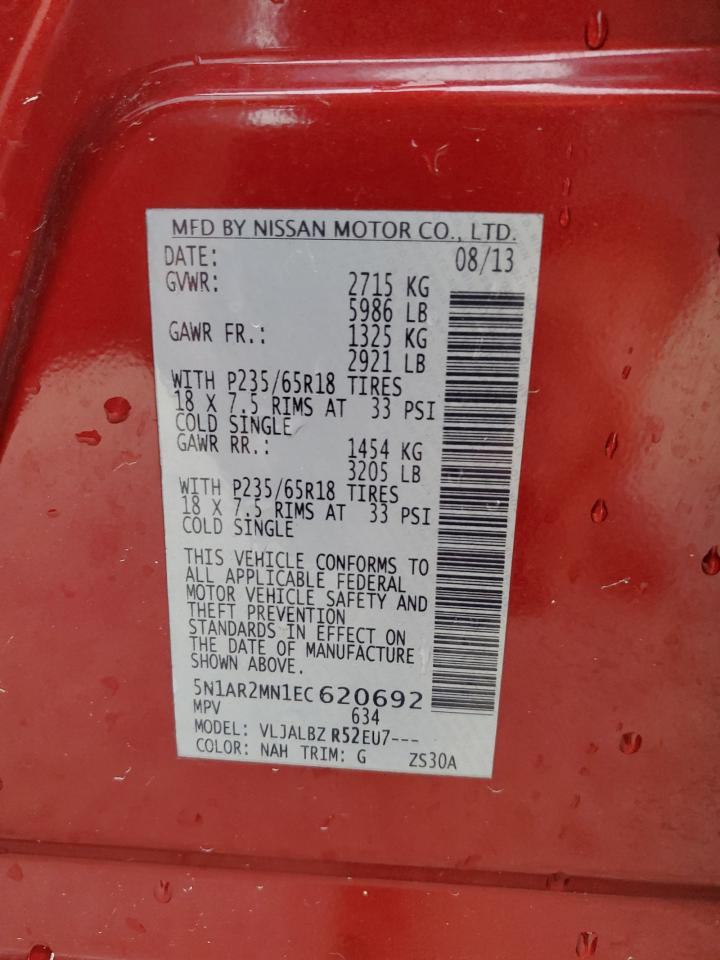 MFD BY NISSAN MOTOR CO., LTD.
DATE: 08/13
GVWR: 2715 KG
5986 LB
GAWR FR.: 1325 KG
2921 LB
WITH P235/65R18 TIRES
18 X 7.5 RIMS AT 33 PSI
COLD SINGLE
GAWR RR.: 1454 KG
3205 LB
WITH P235/65R18 TIRES
18 X 7.5 RIMS AT 33 PSI
COLD SINGLE
THIS VEHICLE CONFORMS TO
ALL APPLICABLE FEDERAL
MOTOR VEHICLE SAFETY AND
THEFT PREVENTION
STANDARDS IN EFFECT ON
THE DATE OF MANUFACTURE
SHOWN ABOVE.
5N1AR2MN1EC620692
MPV 634
MODEL: VLJALBZ R52EU7---
COLOR: NAH TRIM: G ZS30A